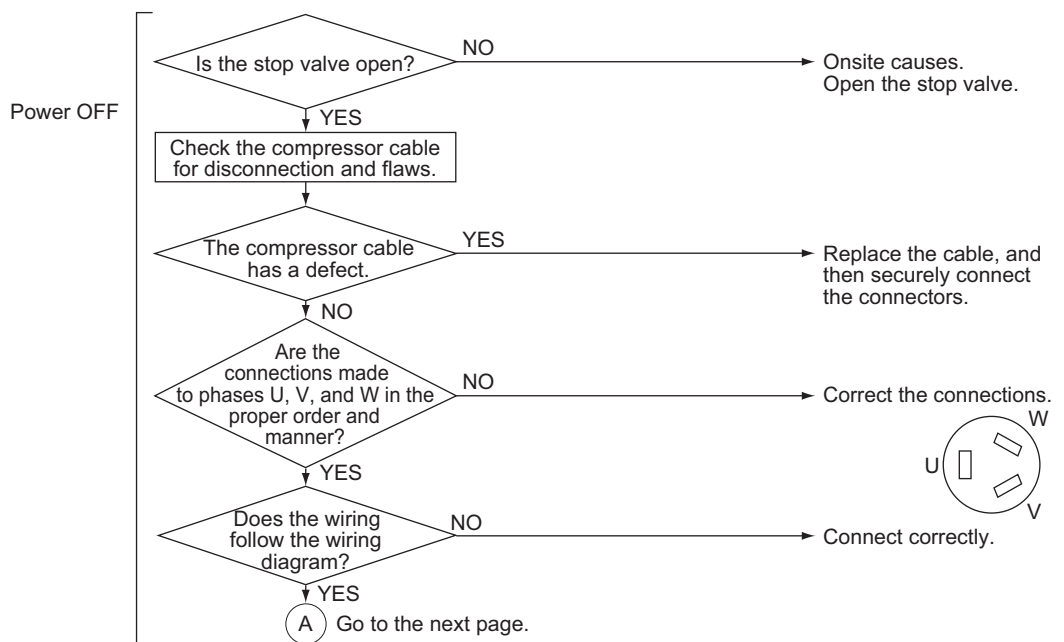 Power OFF
Is the stop valve open?
NO
Onsite causes.
Open the stop valve.
YES
Check the compressor cable
for disconnection and flaws.
The compressor cable
has a defect.
YES
Replace the cable, and
then securely connect
the connectors.
NO
Are the
connections made
to phases U, V, and W in the
proper order and
manner?
NO
Correct the connections.
W
U
V
YES
Does the wiring
follow the wiring
diagram?
NO
Connect correctly.
YES
A Go to the next page.